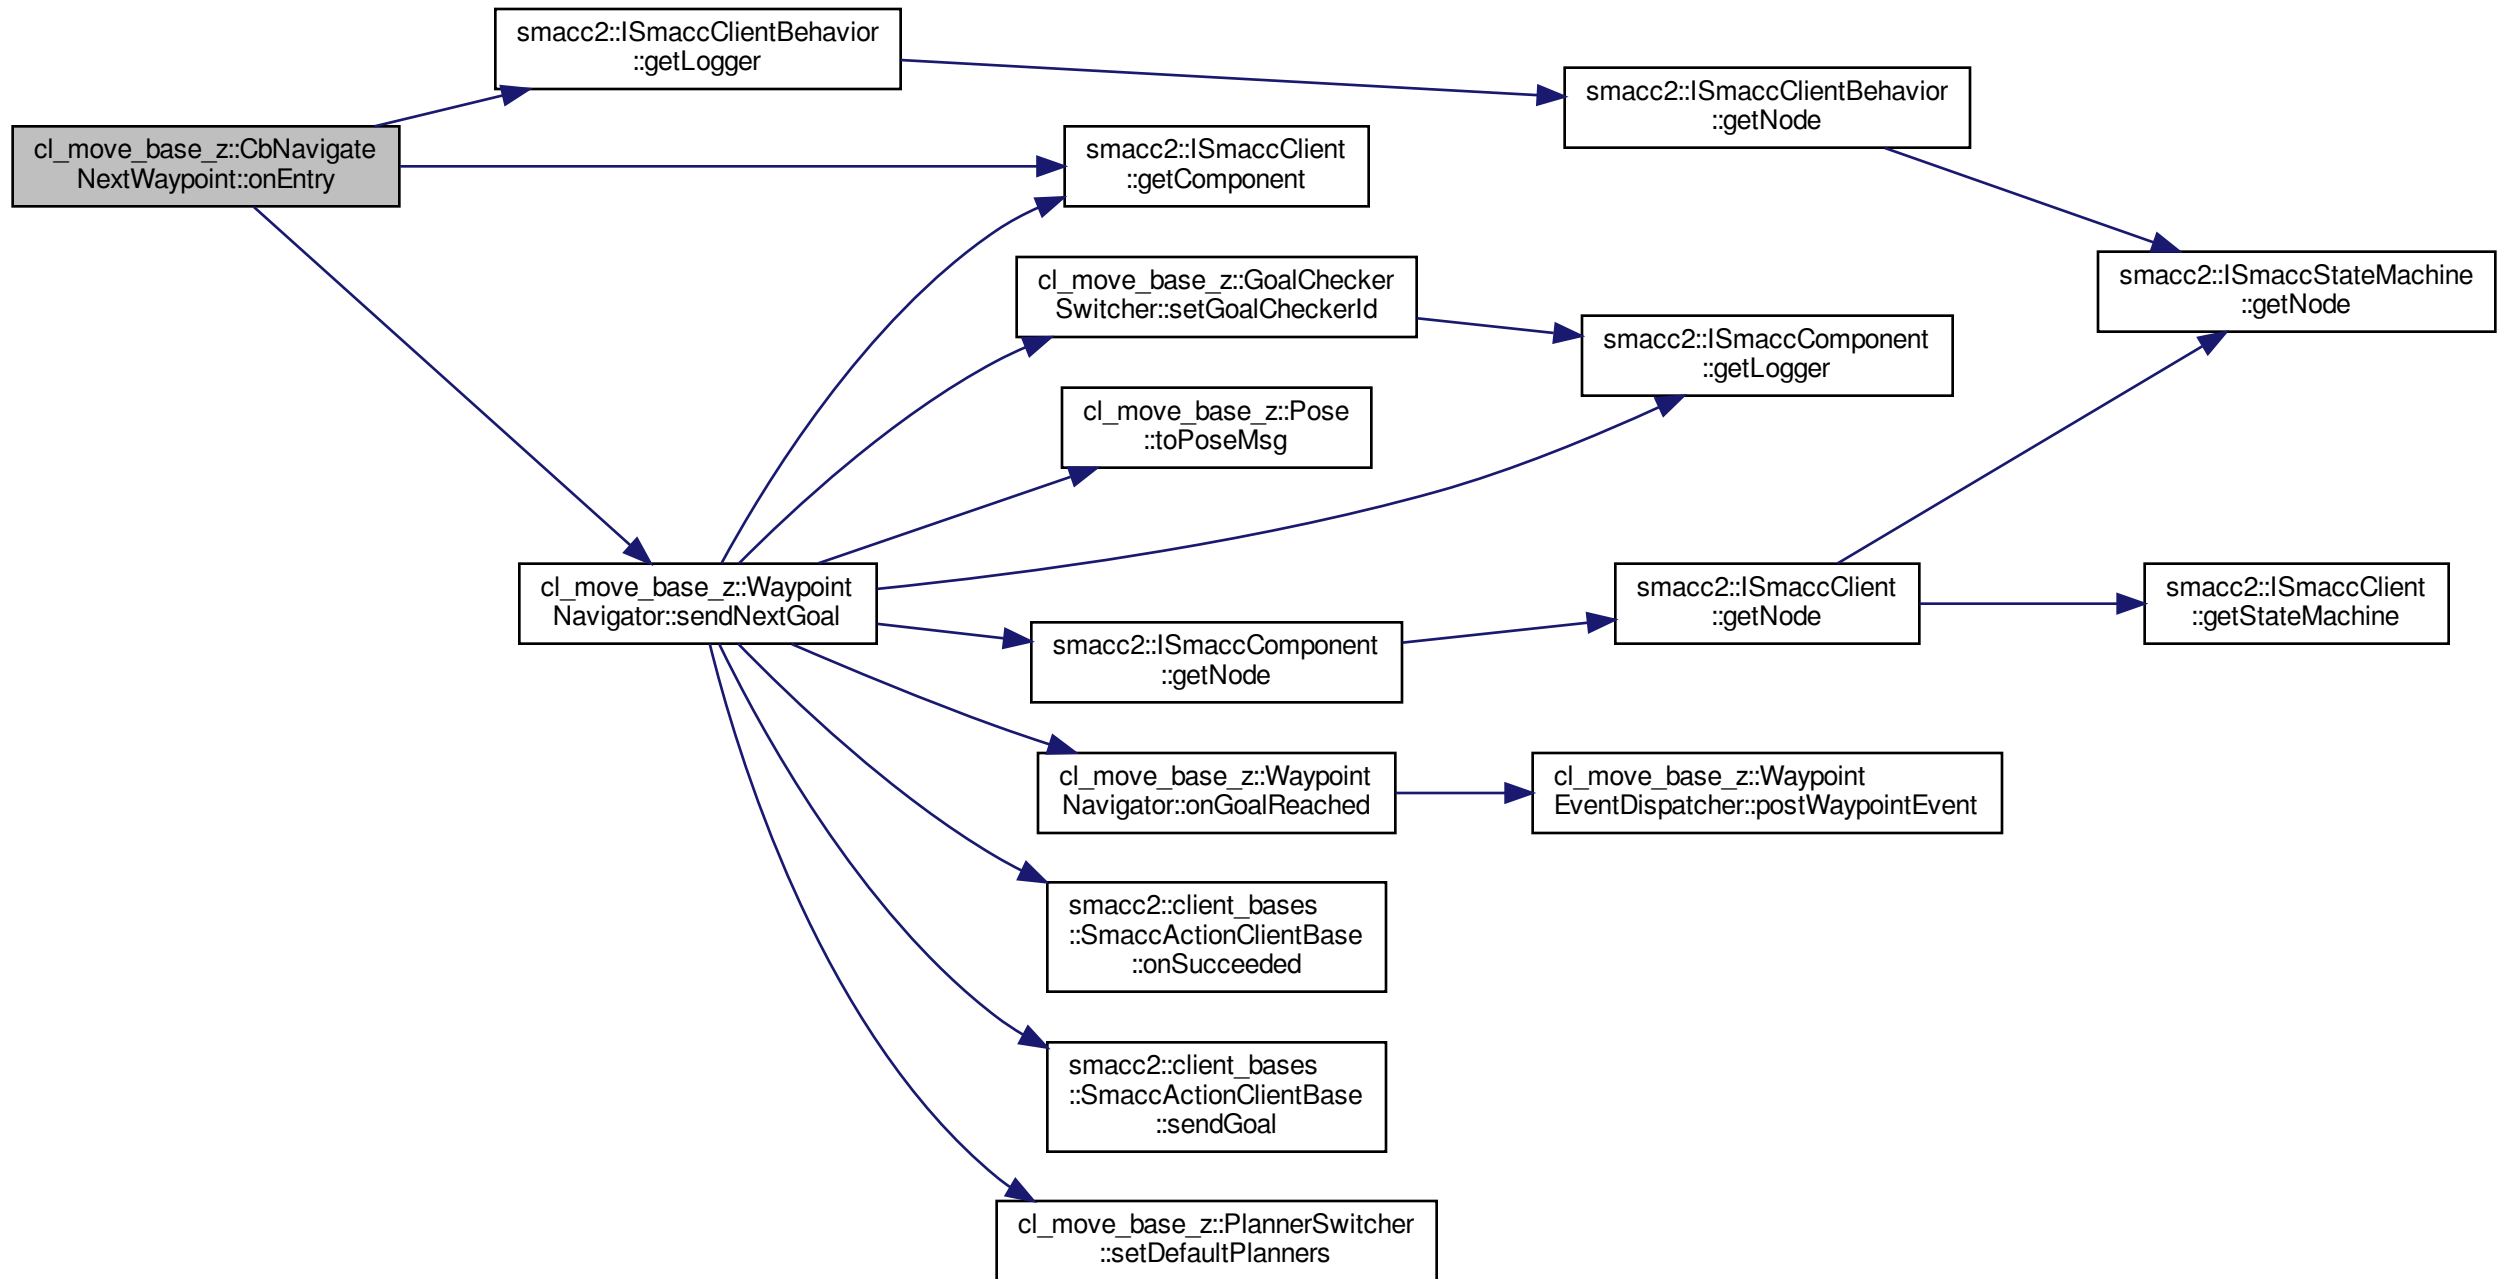 cl_move_base_z::CbNavigate
NextWaypoint::onEntry
smacc2::ISmaccClientBehavior
::getLogger
smacc2::ISmaccClientBehavior
::getNode
smacc2::ISmaccClient
::getComponent
smacc2::ISmaccStateMachine
::getNode
cl_move_base_z::GoalChecker
Switcher::setGoalCheckerId
smacc2::ISmaccComponent
::getLogger
cl_move_base_z::Pose
::toPoseMsg
cl_move_base_z::Waypoint
Navigator::sendNextGoal
smacc2::ISmaccClient
::getNode
smacc2::ISmaccClient
::getStateMachine
smacc2::ISmaccComponent
::getNode
cl_move_base_z::Waypoint
Navigator::onGoalReached
cl_move_base_z::Waypoint
EventDispatcher::postWaypointEvent
smacc2::client_bases
::SmaccActionClientBase
::onSucceeded
smacc2::client_bases
::SmaccActionClientBase
::sendGoal
cl_move_base_z::PlannerSwitcher
::setDefaultPlanners